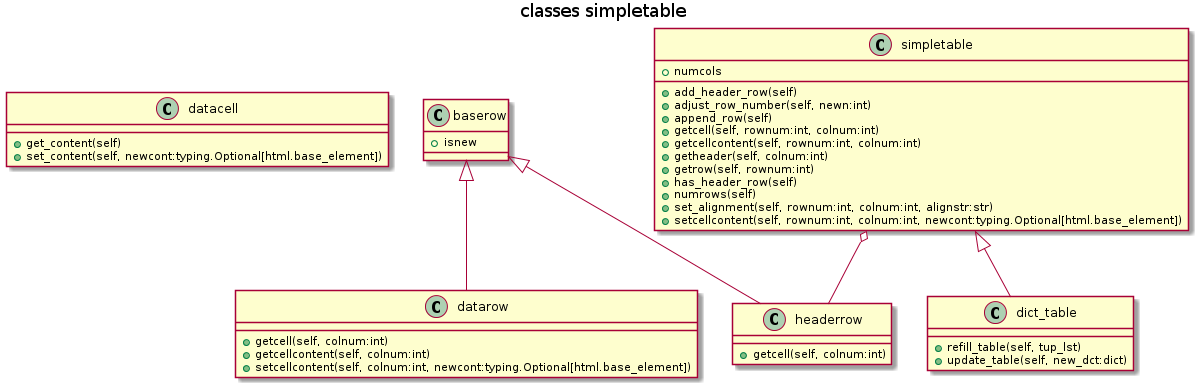 classes simpletable
C simpletable
numcols
add_header_row(self)
adjust_row_number(self, newn:int)
append_row(self)
getcell(self, rownum:int, colnum:int)
getcellcontent(self, rownum:int, colnum:int)
getheader(self, colnum:int)
getrow(self, rownum:int)
has_header_row(self)
numrows(self)
set_alignment(self, rownum:int, colnum:int, alignstr:str)
setcellcontent(self, rownum:int, colnum:int, newcont:typing.Optional[html.base_element])
C datacell
get_content(self)
set_content(self, newcont:typing.Optional[html.base_element])
C baserow
isnew
C datarow
getcell(self, colnum:int)
getcellcontent(self, colnum:int)
setcellcontent(self, colnum:int, newcont:typing.Optional[html.base_element])
C headerrow
getcell(self, colnum:int)
C dict_table
refill_table(self, tup_lst)
update_table(self, new_dct:dict)